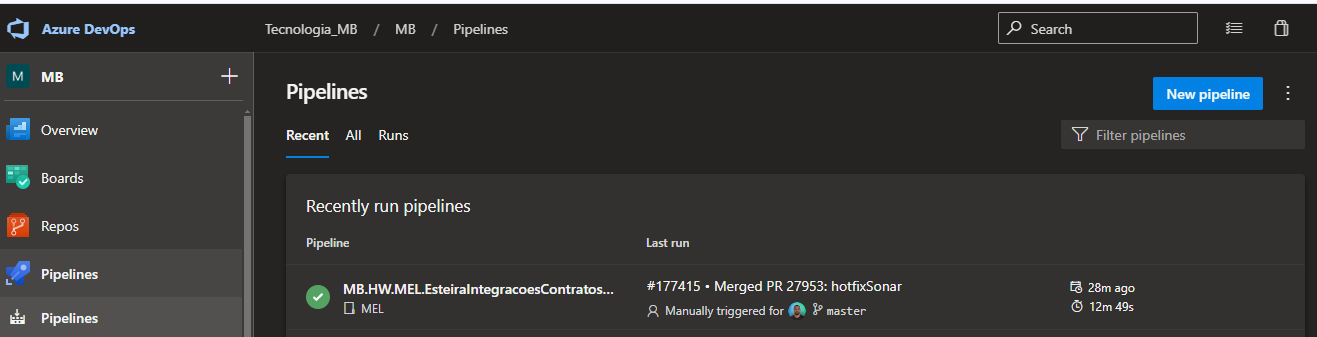 Azure DevOps
Tecnologia_MB / MB / Pipelines
Search
M MB
Overview
Boards
Repos
Pipelines
Pipelines
Pipelines
New pipeline
Recent All Runs
Filter pipelines
Recently run pipelines
Pipeline Last run
MB.HW.MEL.EsteiraIntegracoesContratos...
MEL
#177415 • Merged PR 27953: hotfixSonar
Manually triggered for master
28m ago
12m 49s